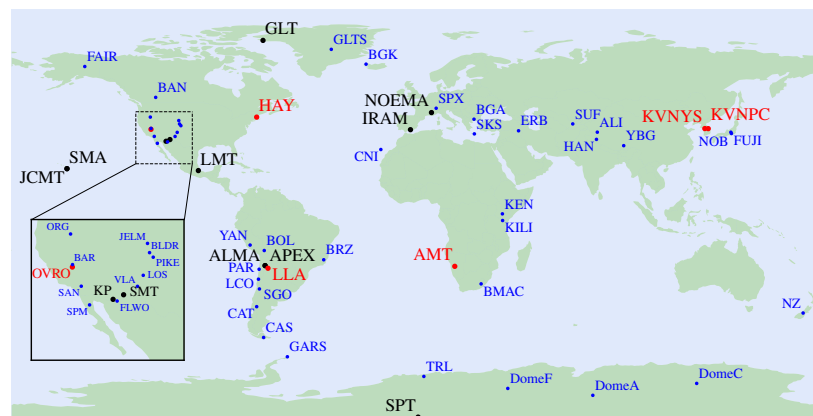 GLT
GLTS
FAIR
BGK
BAN
HAY
NOEMA
SPX
IRAM
BGA
SKS
ERB
SUF
ALI
HAN
YBG
KVNYS
KVNPC
NOB
FUJI
CNI
SMA
JCMT
LMT
KEN
KILI
ORG
JELM
BLDR
PIKE
BAR
OVRO
VLA
LOS
SAN
KP
SMT
SPM
FLWO
YAN
BOL
ALMA
APEX
BRZ
PAR
LLA
LCO
SGO
CAT
CAS
GARS
AMT
BMAC
NZ
TRL
DomeF
DomeA
DomeC
SPT